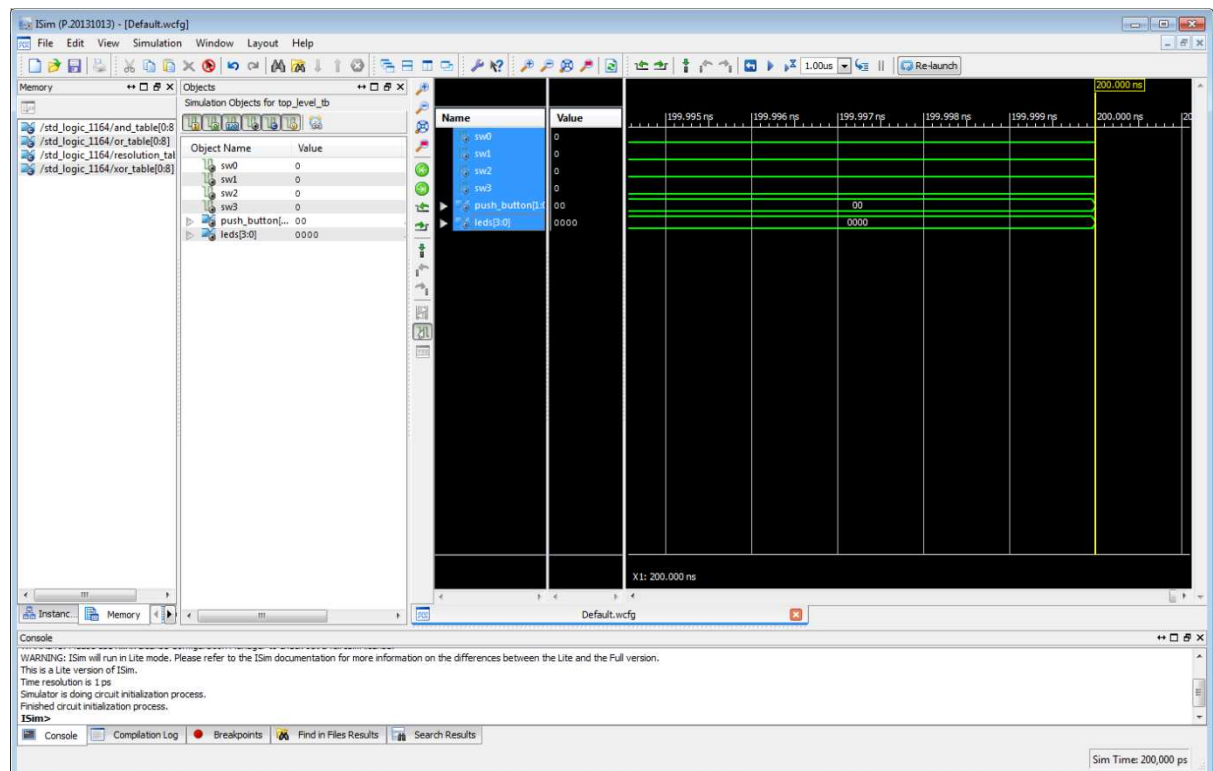 ISim (P.20131013) - [Default.wcfg]
File Edit View Simulation Window Layout Help
1.00us Re-launch
Memory
/std_logic_1164/and_table[0:8
/std_logic_1164/or_table[0:8]
/std_logic_1164/resolution_tal
/std_logic_1164/xor_table[0:8]
Instanc... Memory
Objects
Simulation Objects for top_level_tb
Object Name Value
sw0 0
sw1 0
sw2 0
sw3 0
push_button[... 00
leds[3:0] 0000
Name Value
sw0 0
sw1 0
sw2 0
sw3 0
push_button[1:0 00
leds[3:0] 0000
200.000 ns
199.995 ns 199.996 ns 199.997 ns 199.998 ns 199.999 ns 200.000 ns 20
00
0000
X1: 200.000 ns
Default.wcfg
Console
WARNING: ISim will run in Lite mode. Please refer to the ISim documentation for more information on the differences between the Lite and the Full version.
This is a Lite version of ISim.
Time resolution is 1 ps
Simulator is doing circuit initialization process.
Finished circuit initialization process.
ISim>
Console Compilation Log Breakpoints Find in Files Results Search Results
Sim Time: 200,000 ps